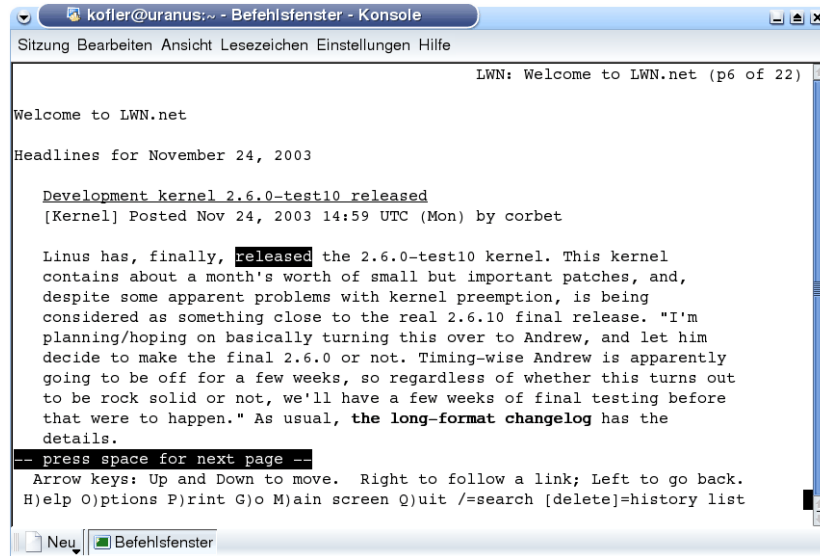 kofler@uranus:~ - Befehlsfenster - Konsole
Sitzung Bearbeiten Ansicht Lesezeichen Einstellungen Hilfe
LWN: Welcome to LWN.net (p6 of 22)
Welcome to LWN.net
Headlines for November 24, 2003
Development kernel 2.6.0-test10 released
[Kernel] Posted Nov 24, 2003 14:59 UTC (Mon) by corbet
Linus has, finally, released the 2.6.0-test10 kernel. This kernel
contains about a month's worth of small but important patches, and,
despite some apparent problems with kernel preemption, is being
considered as something close to the real 2.6.10 final release. "I'm
planning/hoping on basically turning this over to Andrew, and let him
decide to make the final 2.6.0 or not. Timing-wise Andrew is apparently
going to be off for a few weeks, so regardless of whether this turns out
to be rock solid or not, we'll have a few weeks of final testing before
that were to happen." As usual, the long-format changelog has the
details.
-- press space for next page --
Arrow keys: Up and Down to move. Right to follow a link; Left to go back.
H)elp O)ptions P)rint G)o M)ain screen Q)uit /=search [delete]=history list
Neu Befehlsfenster